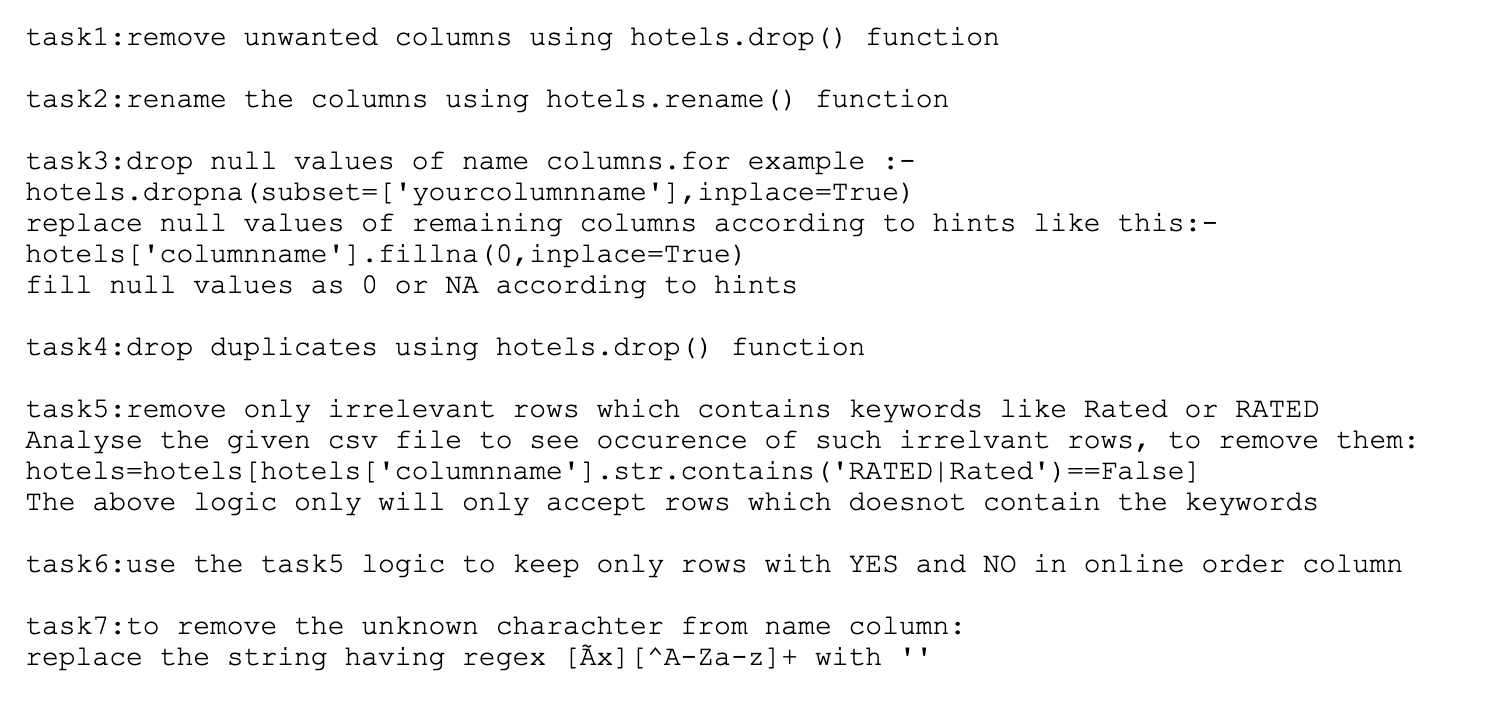 task1:remove unwanted columns using hotels.drop() function
task2:rename the columns using hotels.rename() function
task3:drop null values of name columns.for example :-
hotels.dropna(subset=['yourcolumnname'],inplace=True)
replace null values of remaining columns according to hints like this:-
hotels['columnname'].fillna(0,inplace=True)
fill null values as 0 or NA according to hints
task4:drop duplicates using hotels.drop() function
task5:remove only irrelevant rows which contains keywords like Rated or RATED
Analyse the given csv file to see occurence of such irrelvant rows, to remove them:
hotels=hotels[hotels['columnname'].str.contains('RATED|Rated')==False]
The above logic only will only accept rows which doesnot contain the keywords
task6:use the task5 logic to keep only rows with YES and NO in online order column
task7:to remove the unknown charachter from name column:
replace the string having regex [Ãx][^A-Za-z]+ with ''